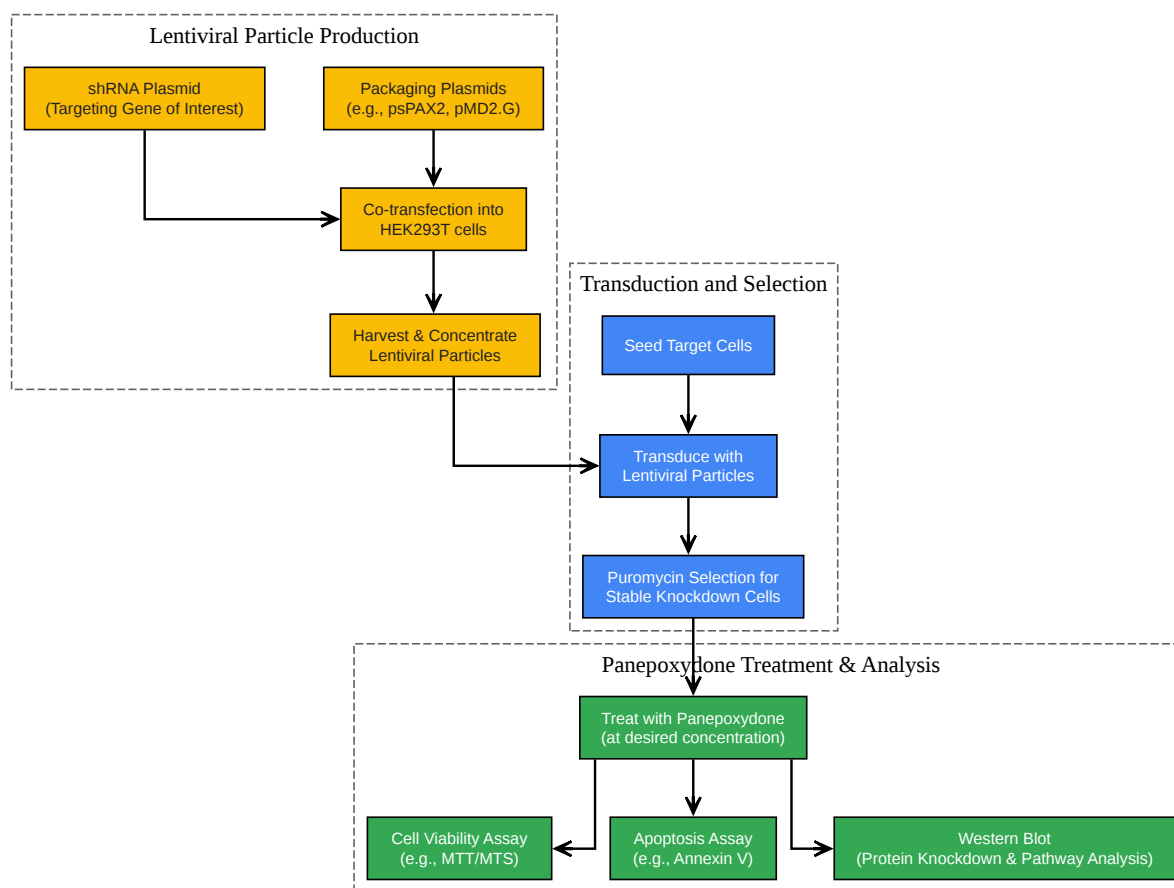 Lentiviral Particle Production
shRNA Plasmid
(Targeting Gene of Interest)
Packaging Plasmids
(e.g., psPAX2, pMD2.G)
Co-transfection into
HEK293T cells
Harvest & Concentrate
Lentiviral Particles
Transduction and Selection
Seed Target Cells
Transduce with
Lentiviral Particles
Puromycin Selection for
Stable Knockdown Cells
Panepoxydone Treatment & Analysis
Treat with Panepoxydone
(at desired concentration)
Cell Viability Assay
(e.g., MTT/MTS)
Apoptosis Assay
(e.g., Annexin V)
Western Blot
(Protein Knockdown & Pathway Analysis)